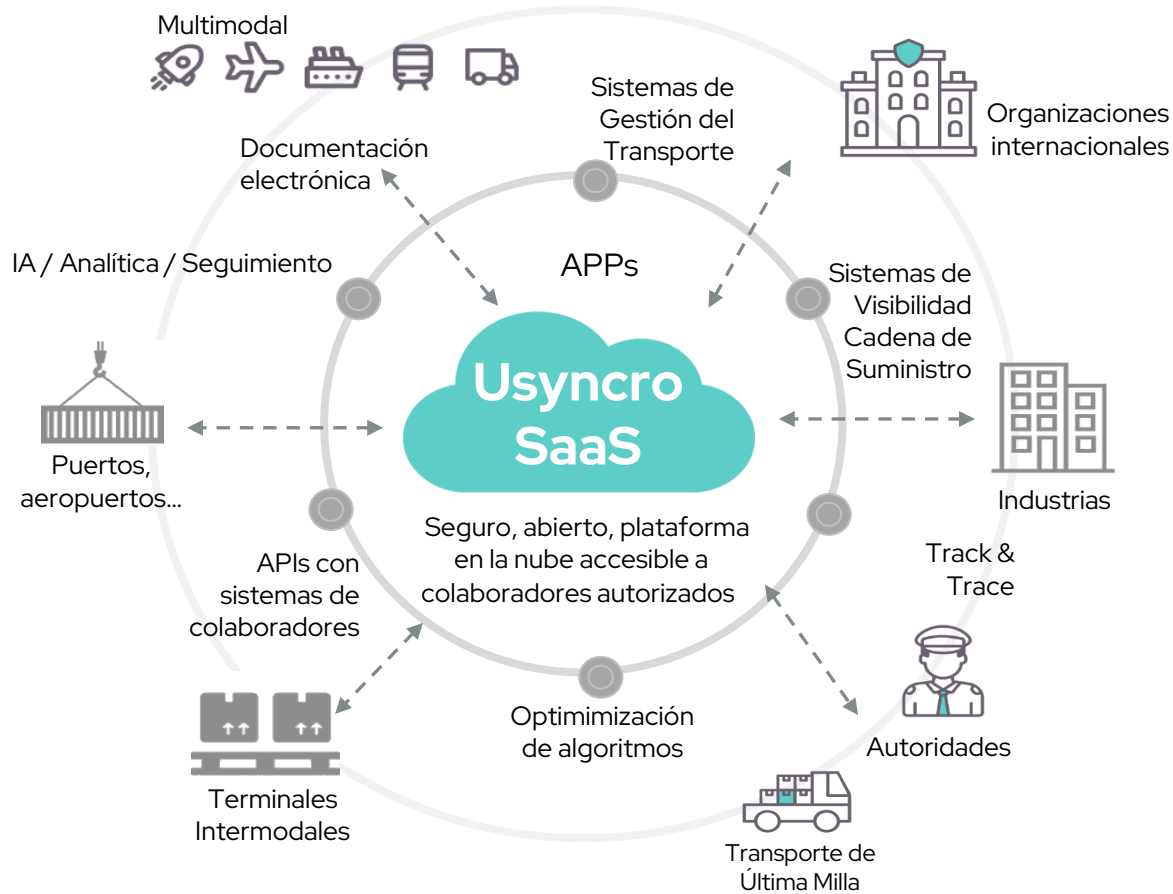 Multimodal
Documentación
electrónica
Sistemas de
Gestión del
Transporte
Organizaciones
internacionales
IA / Analítica / Seguimiento
APPs
Sistemas de
Visibilidad
Cadena de
Suministro
Usyncro
SaaS
Puertos,
aeropuertos...
Industrias
Seguro, abierto, plataforma
en la nube accesible a
colaboradores autorizados
APIs con
sistemas de
colaboradores
Track &
Trace
Optimimización
de algoritmos
Autoridades
Terminales
Intermodales
Transporte de
Última Milla